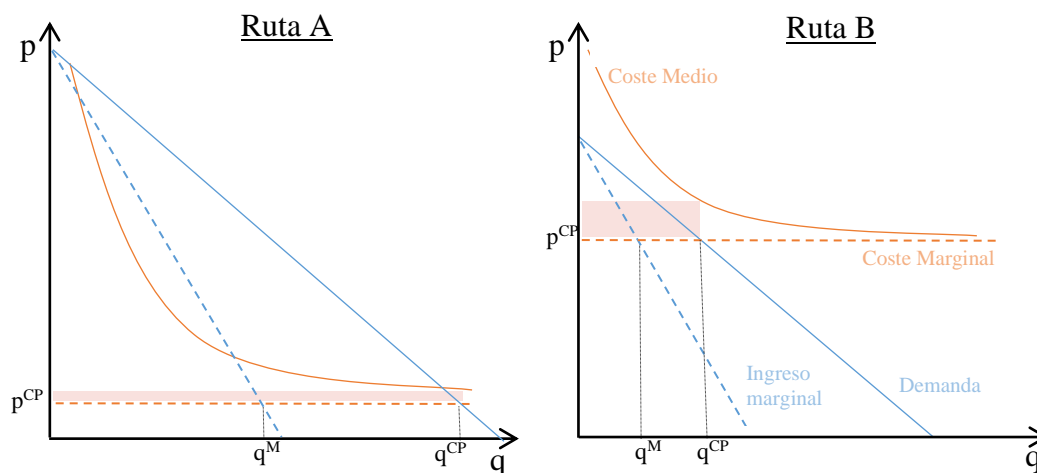 Ruta A
p
p^CP
q^M
q^CP
q
Ruta B
p
Coste Medio
p^CP
Coste Marginal
Ingreso
marginal
Demanda
q^M
q^CP
q